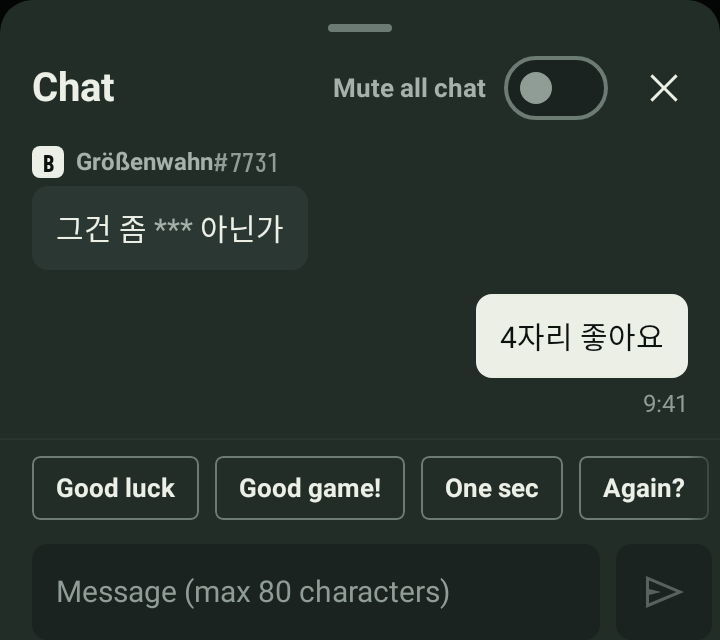 Chat
Mute all chat
B Größenwahn#7731
그건 좀 *** 아닌가
4자리 좋아요
9:41
Good luck
Good game!
One sec
Again?
Message (max 80 characters)